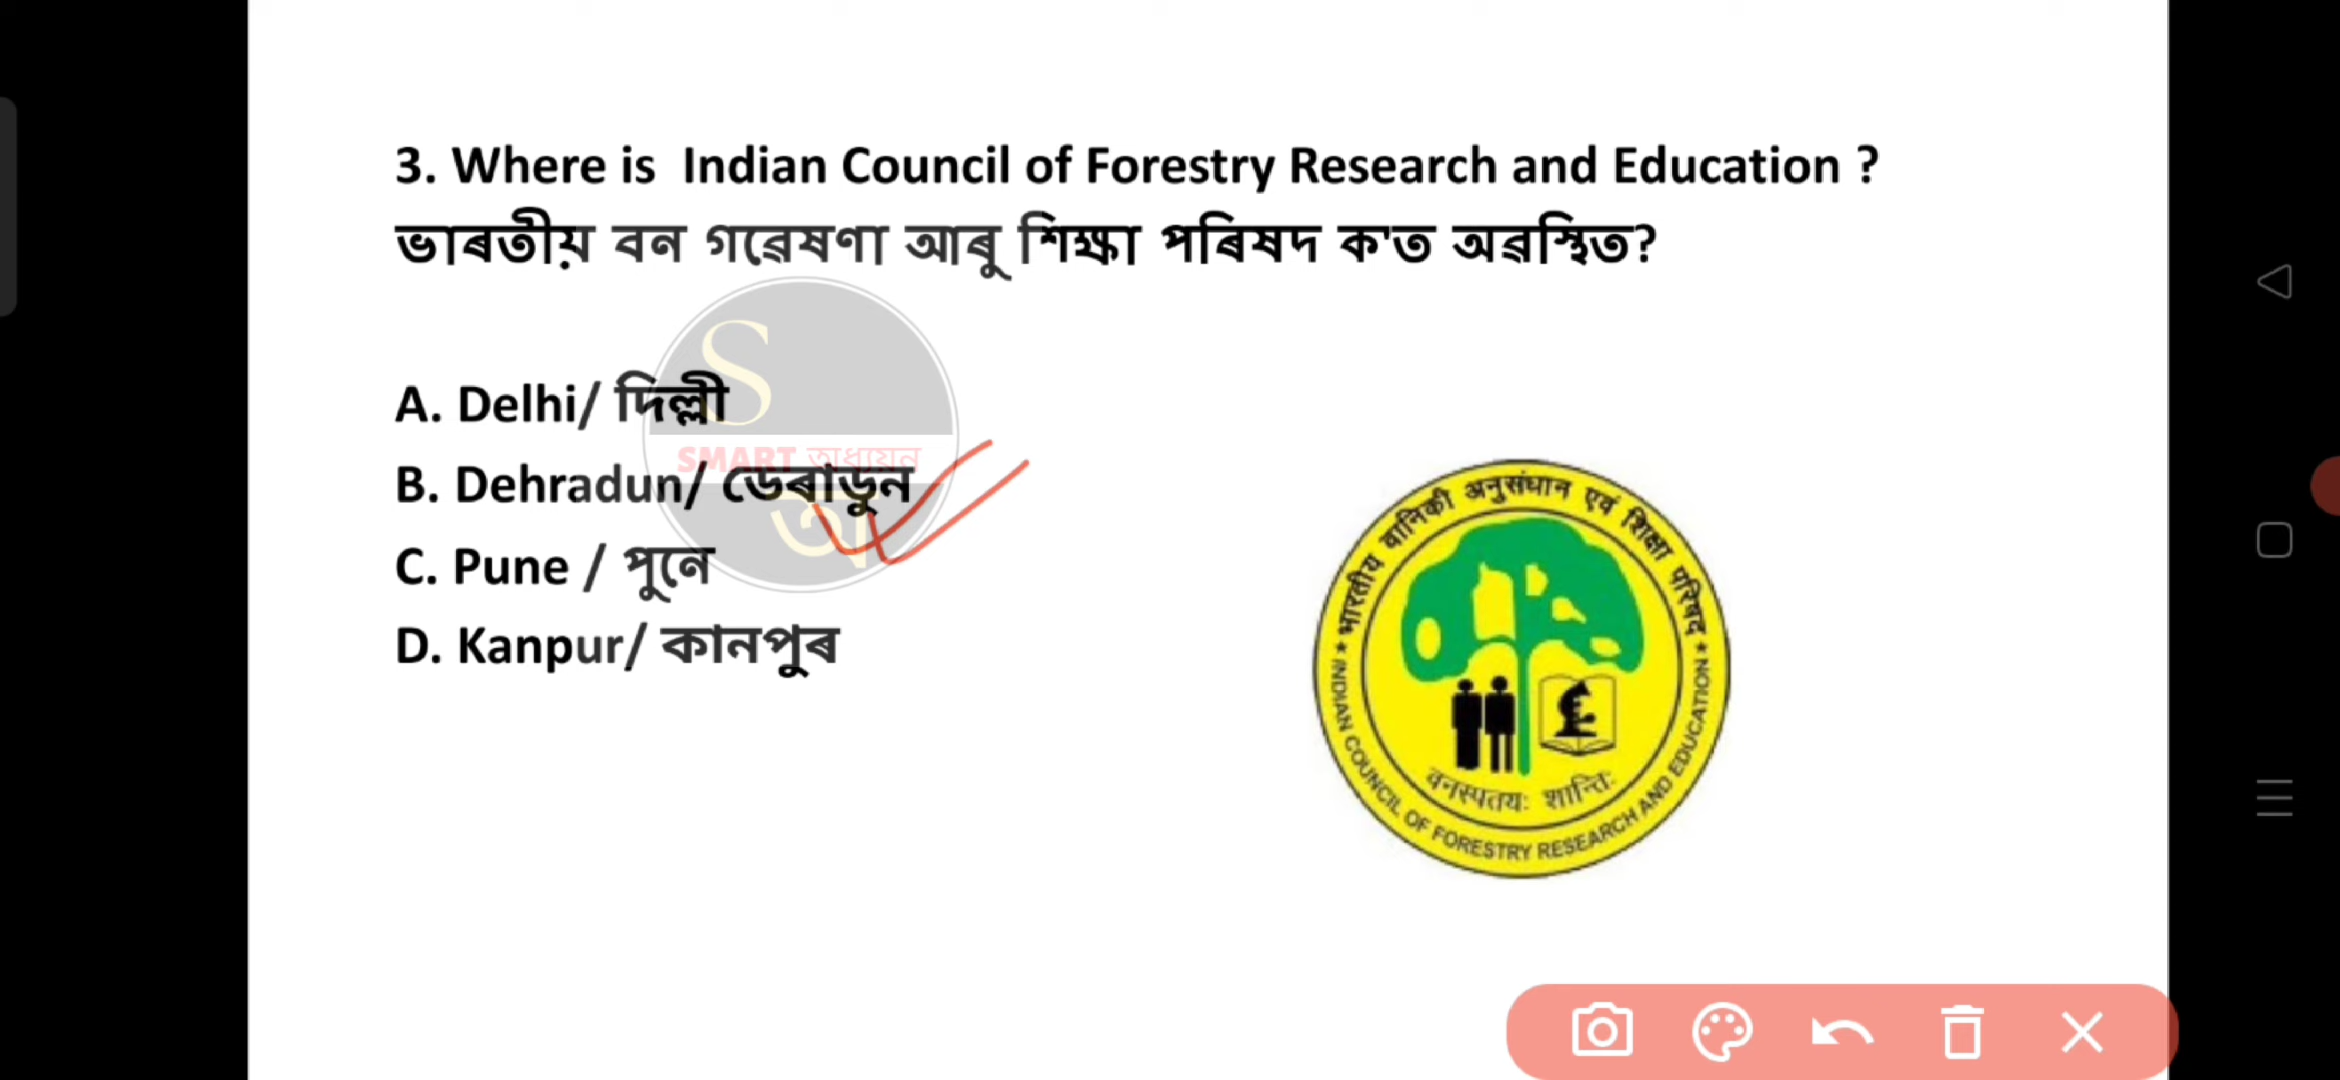 3. Where is Indian Council of Forestry Research and Education ?
ভাৰতীয় বন গৱেষণা আৰু শিক্ষা পৰিষদ ক'ত অৱস্থিত?
A. Delhi/ দিল্লী
S
SMART অধ্যয়ন
B. Dehradun/ ডেৰাডুন
অ
C. Pune / পুনে
D. Kanpur/ কানপুৰ
भारतीय वानिकी अनुसंधान एवं शिक्षा परिषद
वनस्पतयः शान्तिः
INDIAN COUNCIL OF FORESTRY RESEARCH AND EDUCATION